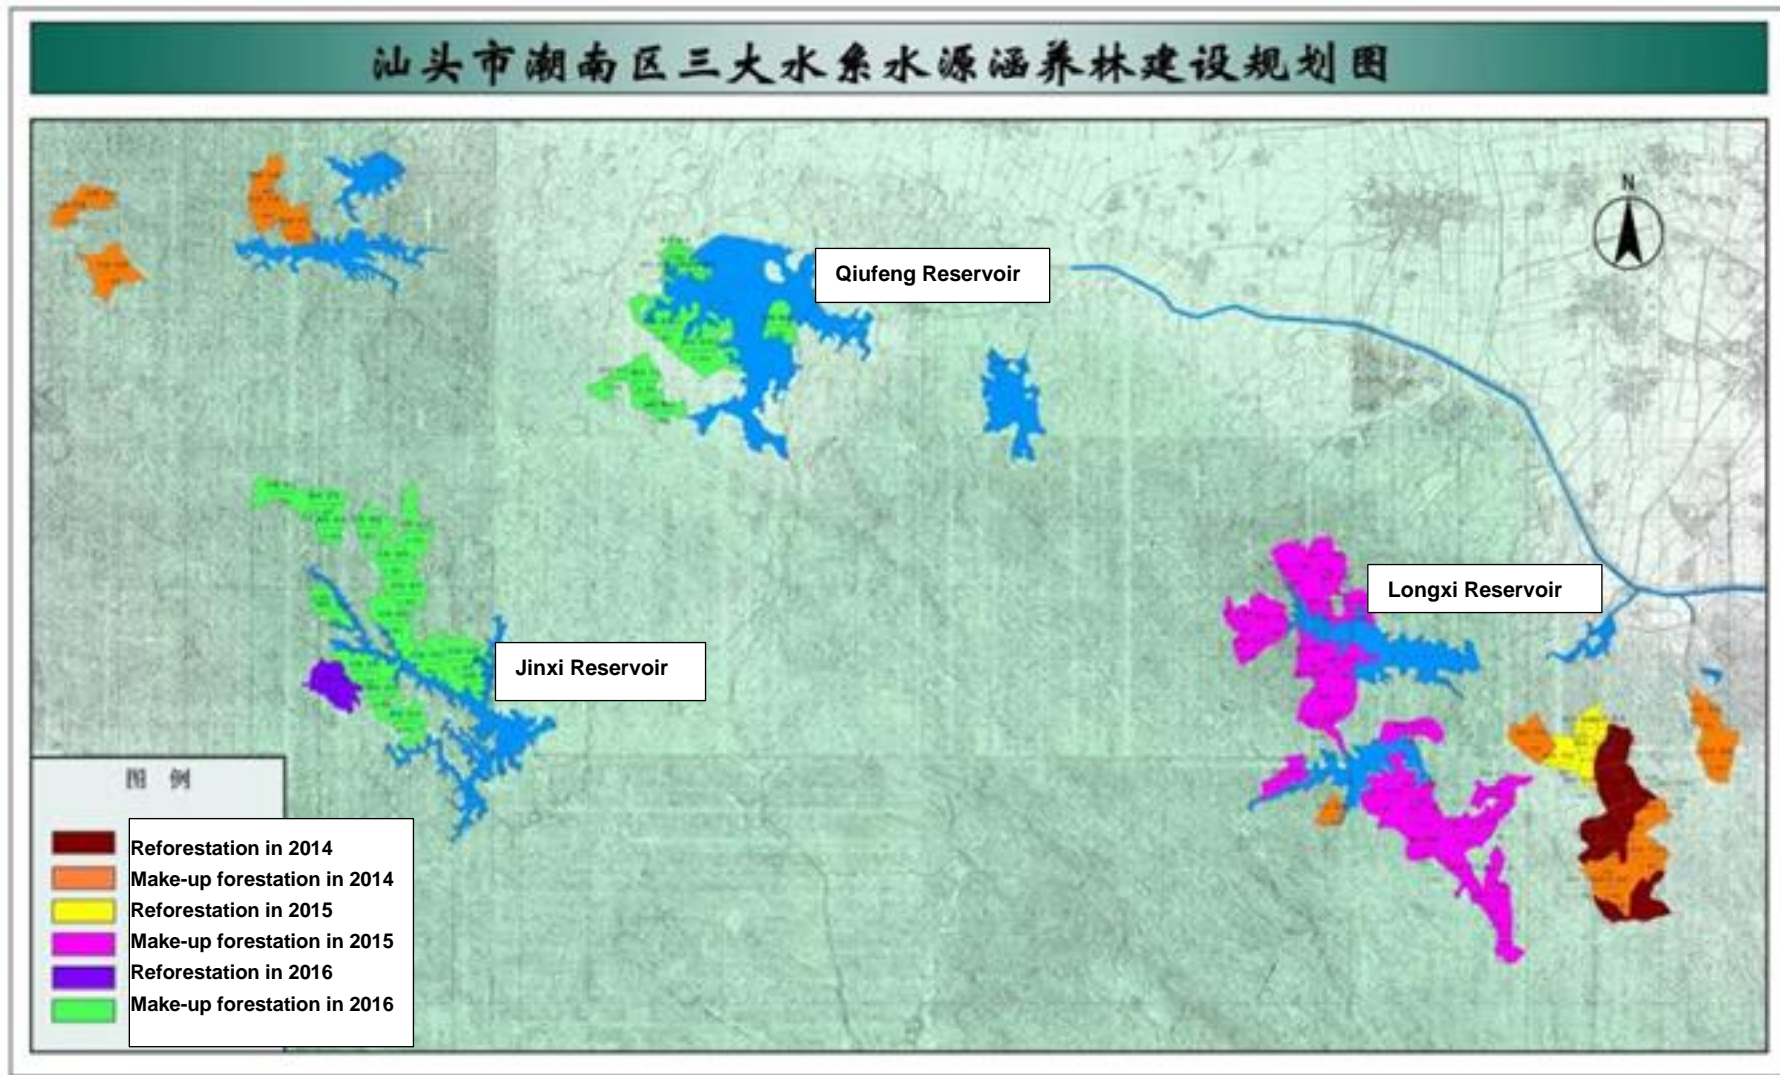 汕头市潮南区三大水系水源涵养林建设规划图
N
Qiufeng Reservoir
Longxi Reservoir
Jinxi Reservoir
图 例
Reforestation in 2014
Make-up forestation in 2014
Reforestation in 2015
Make-up forestation in 2015
Reforestation in 2016
Make-up forestation in 2016